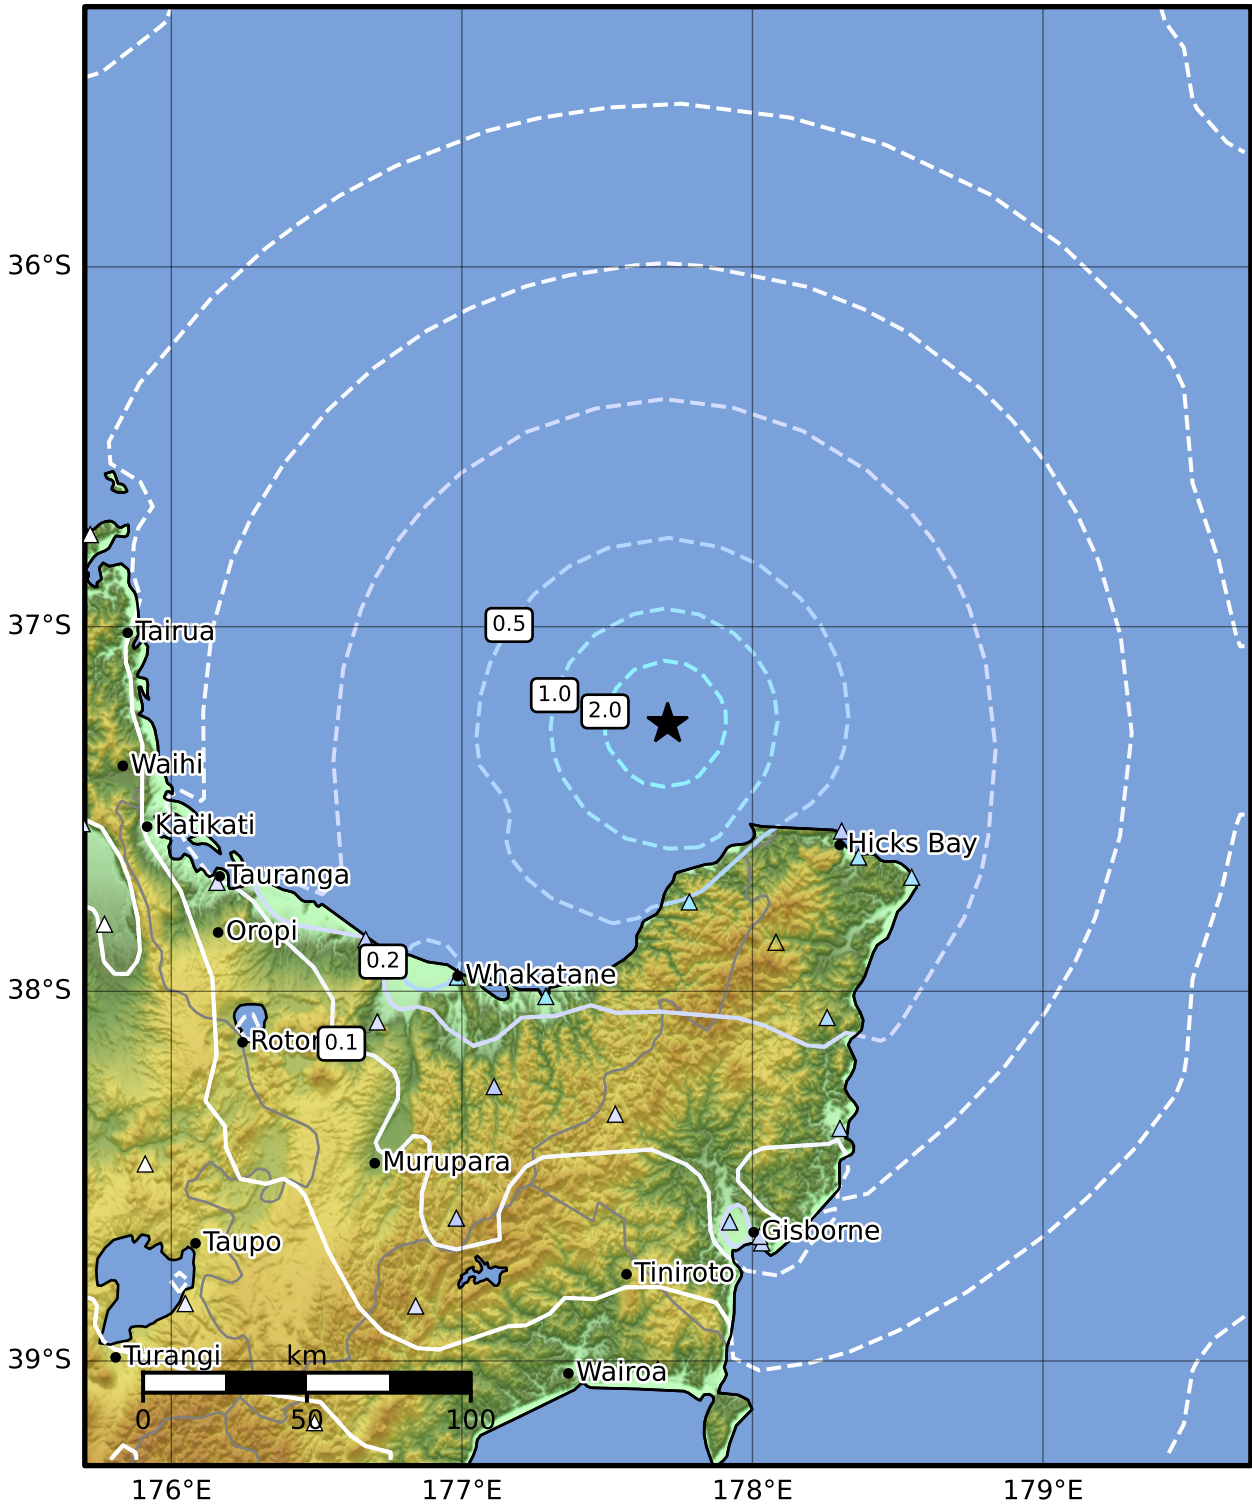 36°S
37°S
0.5
Tairua
1.0
2.0
Waihi
Katikati
Hicks Bay
Tauranga
Oropi
0.2
Whakatane
38°S
0.1
Murupara
Gisborne
Taupo
Tiniroto
km
Turangi
39°S
Wairoa
0
50
100
176°E
177°E
178°E
179°E